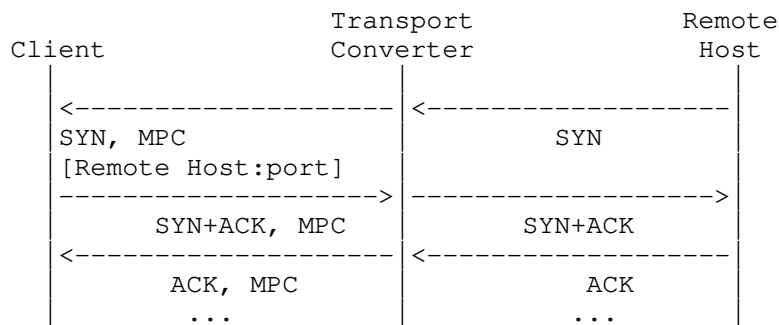 Transport Remote
Client Converter Host
| | |
|<--------------------|<--------------------|
|SYN, MPC | SYN |
|[Remote Host:port] | |
|-------------------->|-------------------->|
| SYN+ACK, MPC | SYN+ACK |
|<--------------------|<--------------------|
| ACK, MPC | ACK |
| ... | ... |